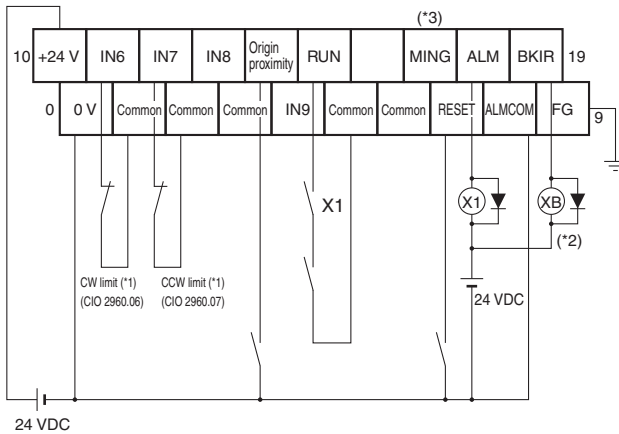 (*3)
10 +24 V IN6 IN7 IN8 Origin proximity RUN MING ALM BKIR 19
0 0 V Common Common Common IN9 Common Common RESET ALMCOM FG 9
X1
X1 XB
(*2)
CW limit (*1)
(CIO 2960.06)
CCW limit (*1)
(CIO 2960.07)
24 VDC
24 VDC